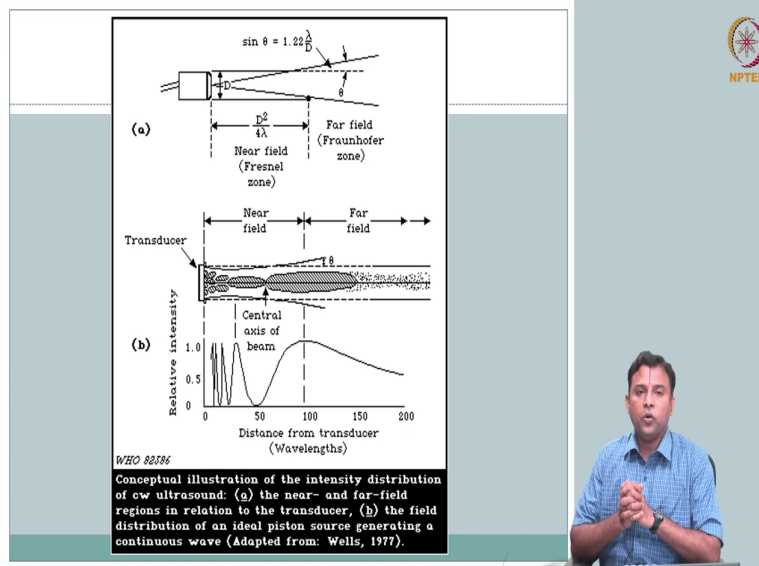 sin θ = 1.22 λ/D
D
θ
(a)
D²/4λ
Near field
(Fresnel
zone)
Far field
(Fraunhofer
zone)
Near
field
Far
field
Transducer
θ
Central
axis of
beam
(b)
Relative intensity
1.0
0.5
0
0 50 100 150 200
Distance from transducer
(Wavelengths)
WHO 82386
Conceptual illustration of the intensity distribution
of cw ultrasound: (a) the near- and far-field
regions in relation to the transducer, (b) the field
distribution of an ideal piston source generating a
continuous wave (Adapted from: Wells, 1977).
NPTEL